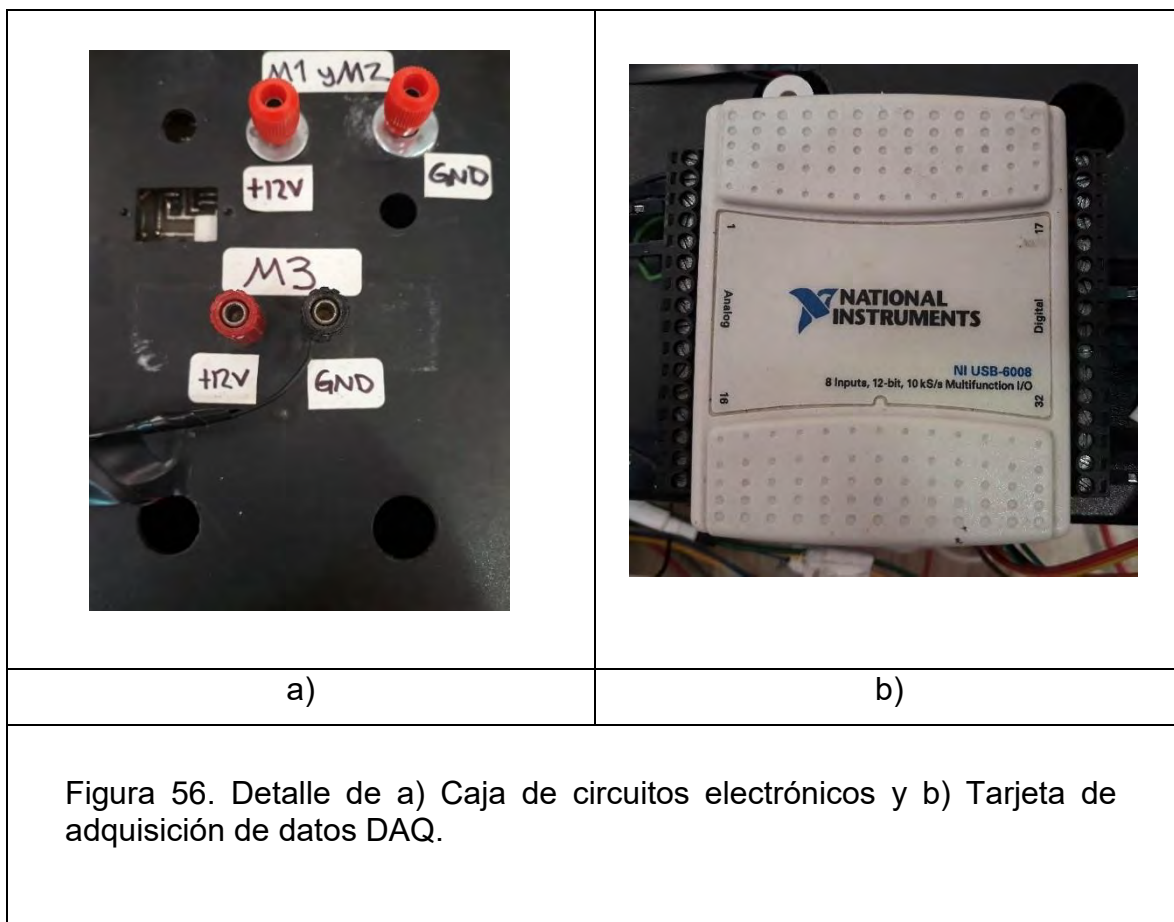 M1 y M2
+12V
GND
M3
+12V
GND
1
17
Analog
Digital
NATIONAL
INSTRUMENTS
NI USB-6008
8 Inputs, 12-bit, 10 kS/s Multifunction I/O
16
32
a)
b)
Figura 56. Detalle de a) Caja de circuitos electrónicos y b) Tarjeta de
adquisición de datos DAQ.